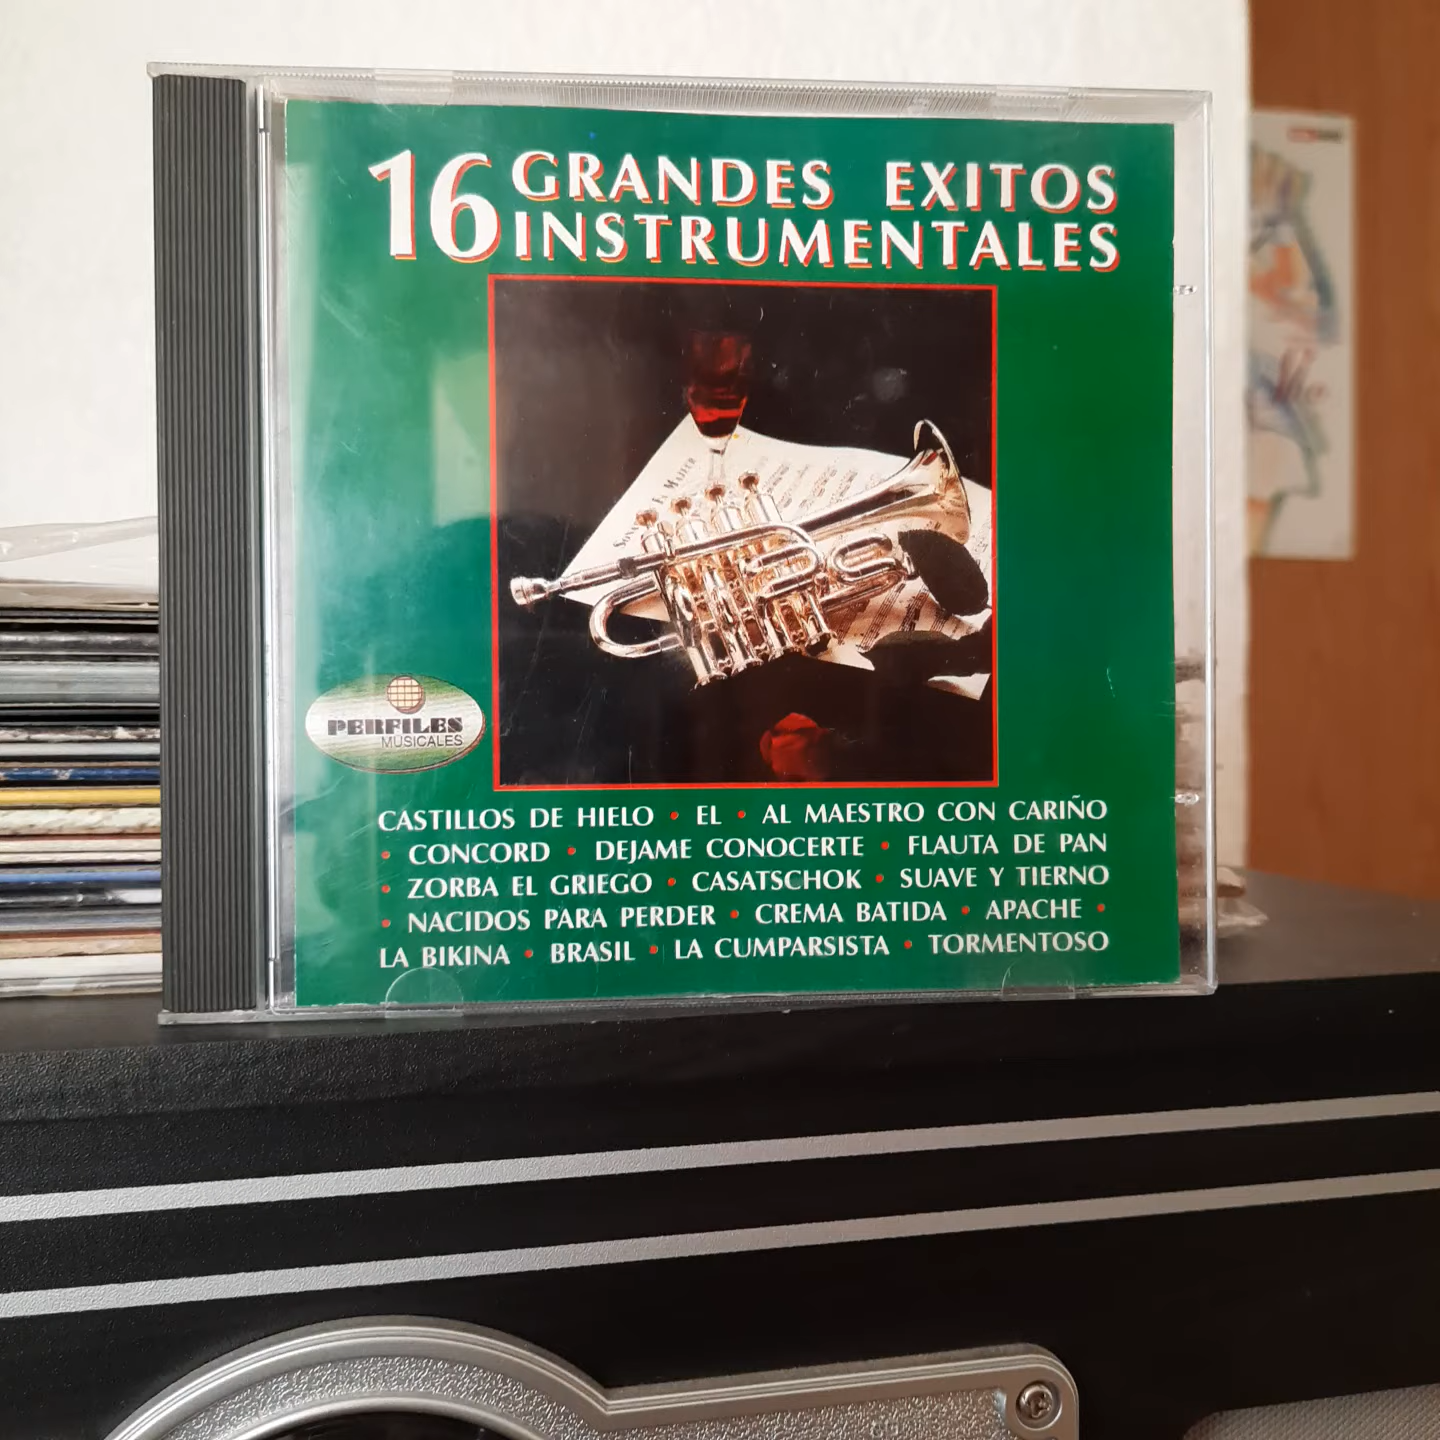 16 GRANDES EXITOS
INSTRUMENTALES
FA MAJEUR
PERFILES
MUSICALES
CASTILLOS DE HIELO • EL • AL MAESTRO CON CARIÑO
• CONCORD • DEJAME CONOCERTE • FLAUTA DE PAN
• ZORBA EL GRIEGO • CASATSCHOK • SUAVE Y TIERNO
• NACIDOS PARA PERDER • CREMA BATIDA • APACHE •
LA BIKINA • BRASIL • LA CUMPARSISTA • TORMENTOSO